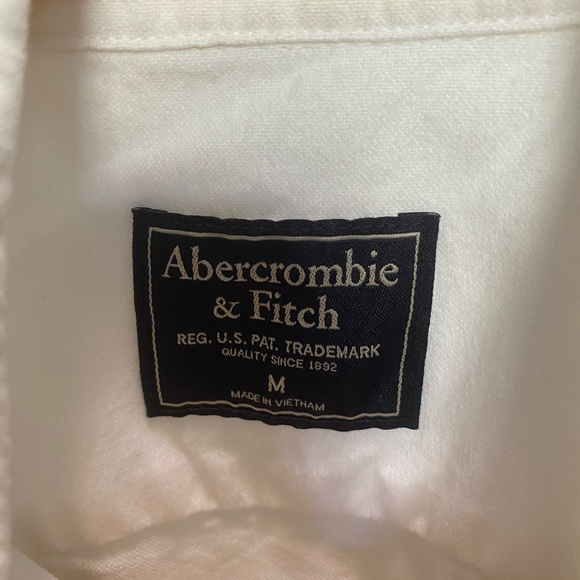 Abercrombie
& Fitch
REG. U.S. PAT. TRADEMARK
QUALITY SINCE 1892
M
MADE IN VIETNAM